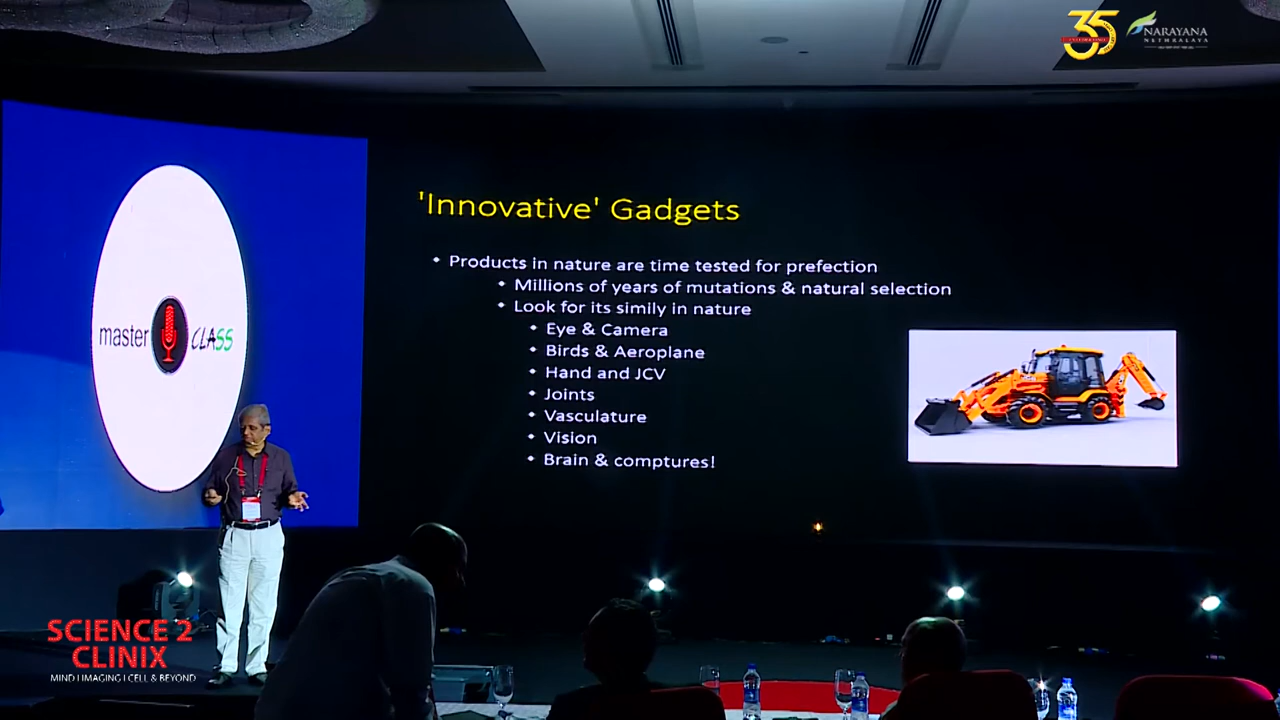 35
NARAYANA
NETHRALAYA
'Innovative' Gadgets
• Products in nature are time tested for prefection
• Millions of years of mutations & natural selection
• Look for its simily in nature
• Eye & Camera
• Birds & Aeroplane
• Hand and JCV
• Joints
• Vasculature
• Vision
• Brain & comptures!
master CLASS
SCIENCE 2
CLINIX
MIND I IMAGING I CELL & BEYOND